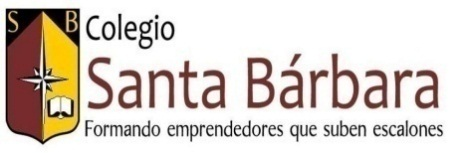 S B
Colegio
Santa Bárbara
Formando emprendedores que suben escalones